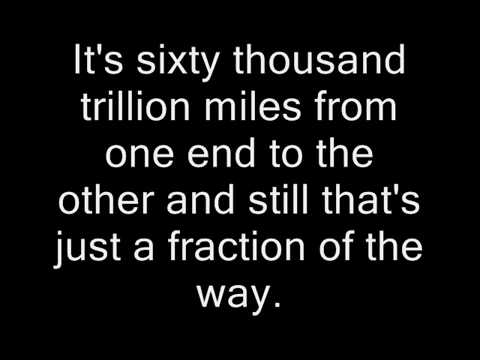 It's sixty thousand
trillion miles from
one end to the
other and still that's
just a fraction of the
way.